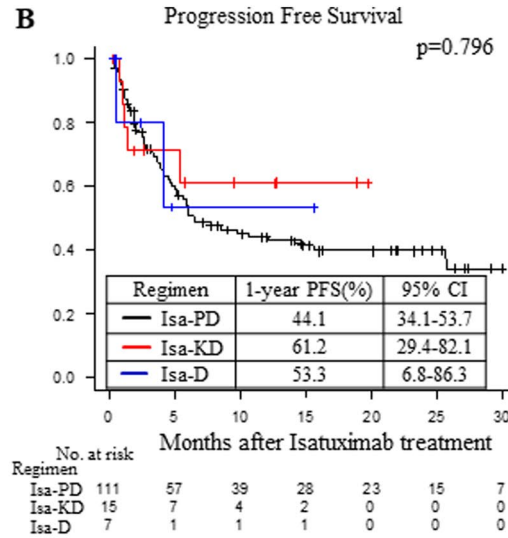 B
Progression Free Survival
p=0.796
1.0
0.8
0.6
0.4
0.2
0.0
Regimen 1-year PFS(%) 95% CI
Isa-PD 44.1 34.1-53.7
Isa-KD 61.2 29.4-82.1
Isa-D 53.3 6.8-86.3
0 5 10 15 20 25 30
Months after Isatuximab treatment
No. at risk
Regimen
Isa-PD 111 57 39 28 23 15 7
Isa-KD 15 7 4 2 0 0 0
Isa-D 7 1 1 1 0 0 0